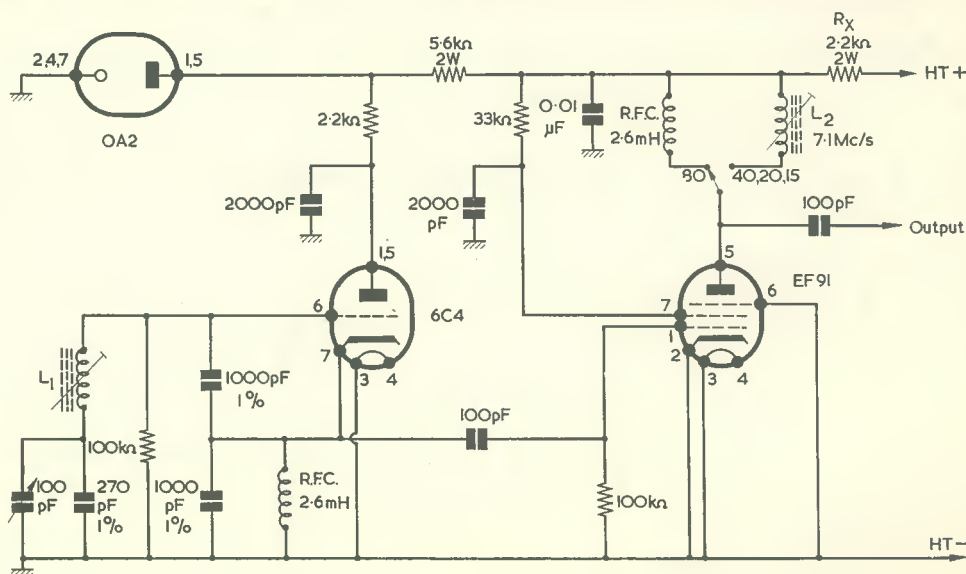 2,4,7
1,5
OA2
5·6kΩ
2W
RX
2·2kΩ
2W
HT+
2·2kΩ
33kΩ
0·01
µF
R.F.C.
2·6mH
L2
7·1Mc/s
80
40,20,15
2000pF
2000
pF
100pF
Output
1,5
6
6C4
7
3
4
5
EF91
6
7
1
2
3
4
L1
1000pF
1%
100kΩ
100pF
100
pF
270
pF
1%
1000
pF
1%
R.F.C.
2·6mH
100kΩ
HT−